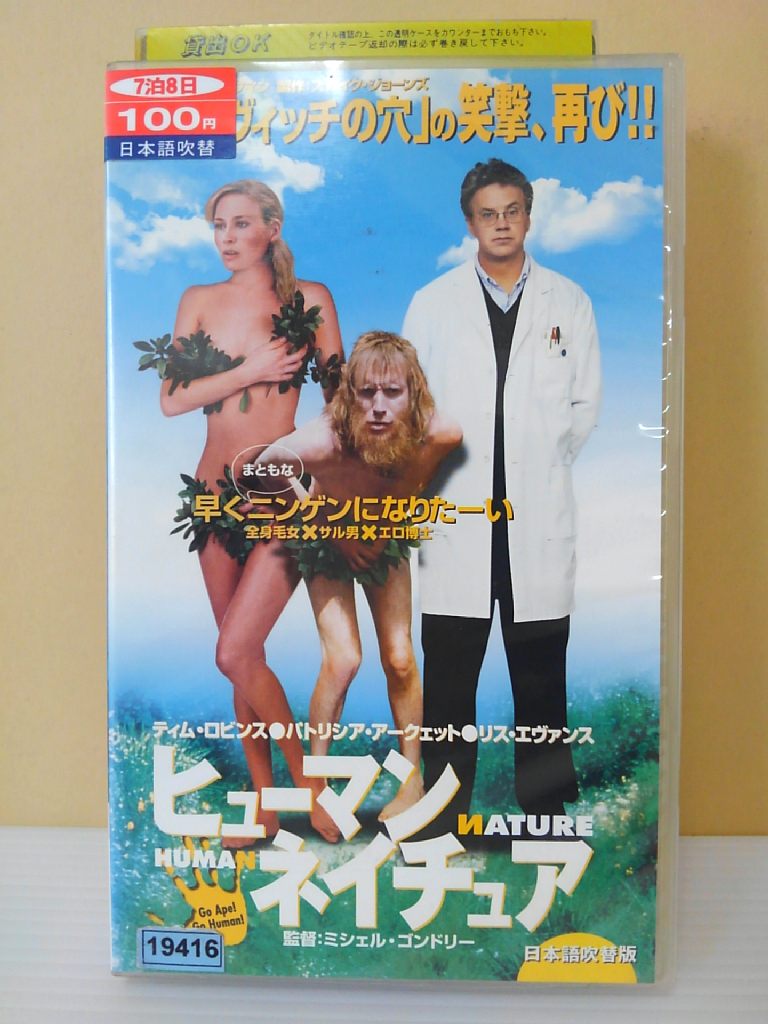 貸出OK
タイトル確認の上、この透明ケースをカウンターまでおもち下さい。
ビデオテープ返却の際は必ず巻き戻して下さい。
7泊8日
100円
日本語吹替
ジョーンズ
ヴィッチの穴」の笑撃、再び!!
まともな
早くニンゲンになりたーい
全身毛女×サル男×エロ博士
ティム・ロビンス●パトリシア・アークェット●リス・エヴァンス
ヒューマン
NATURE
HUMAN
ネイチュア
Go Ape!
Go Human!
監督:ミシェル・ゴンドリー
19416
日本語吹替版